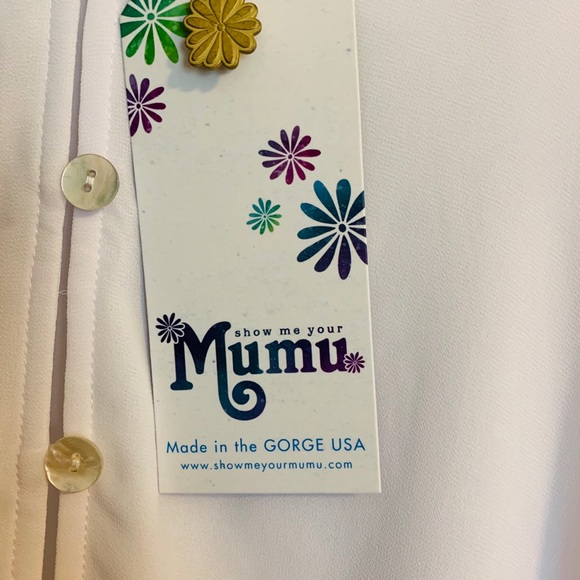 show me your
Mumu
Made in the GORGE USA
www.showmeyourmumu.com